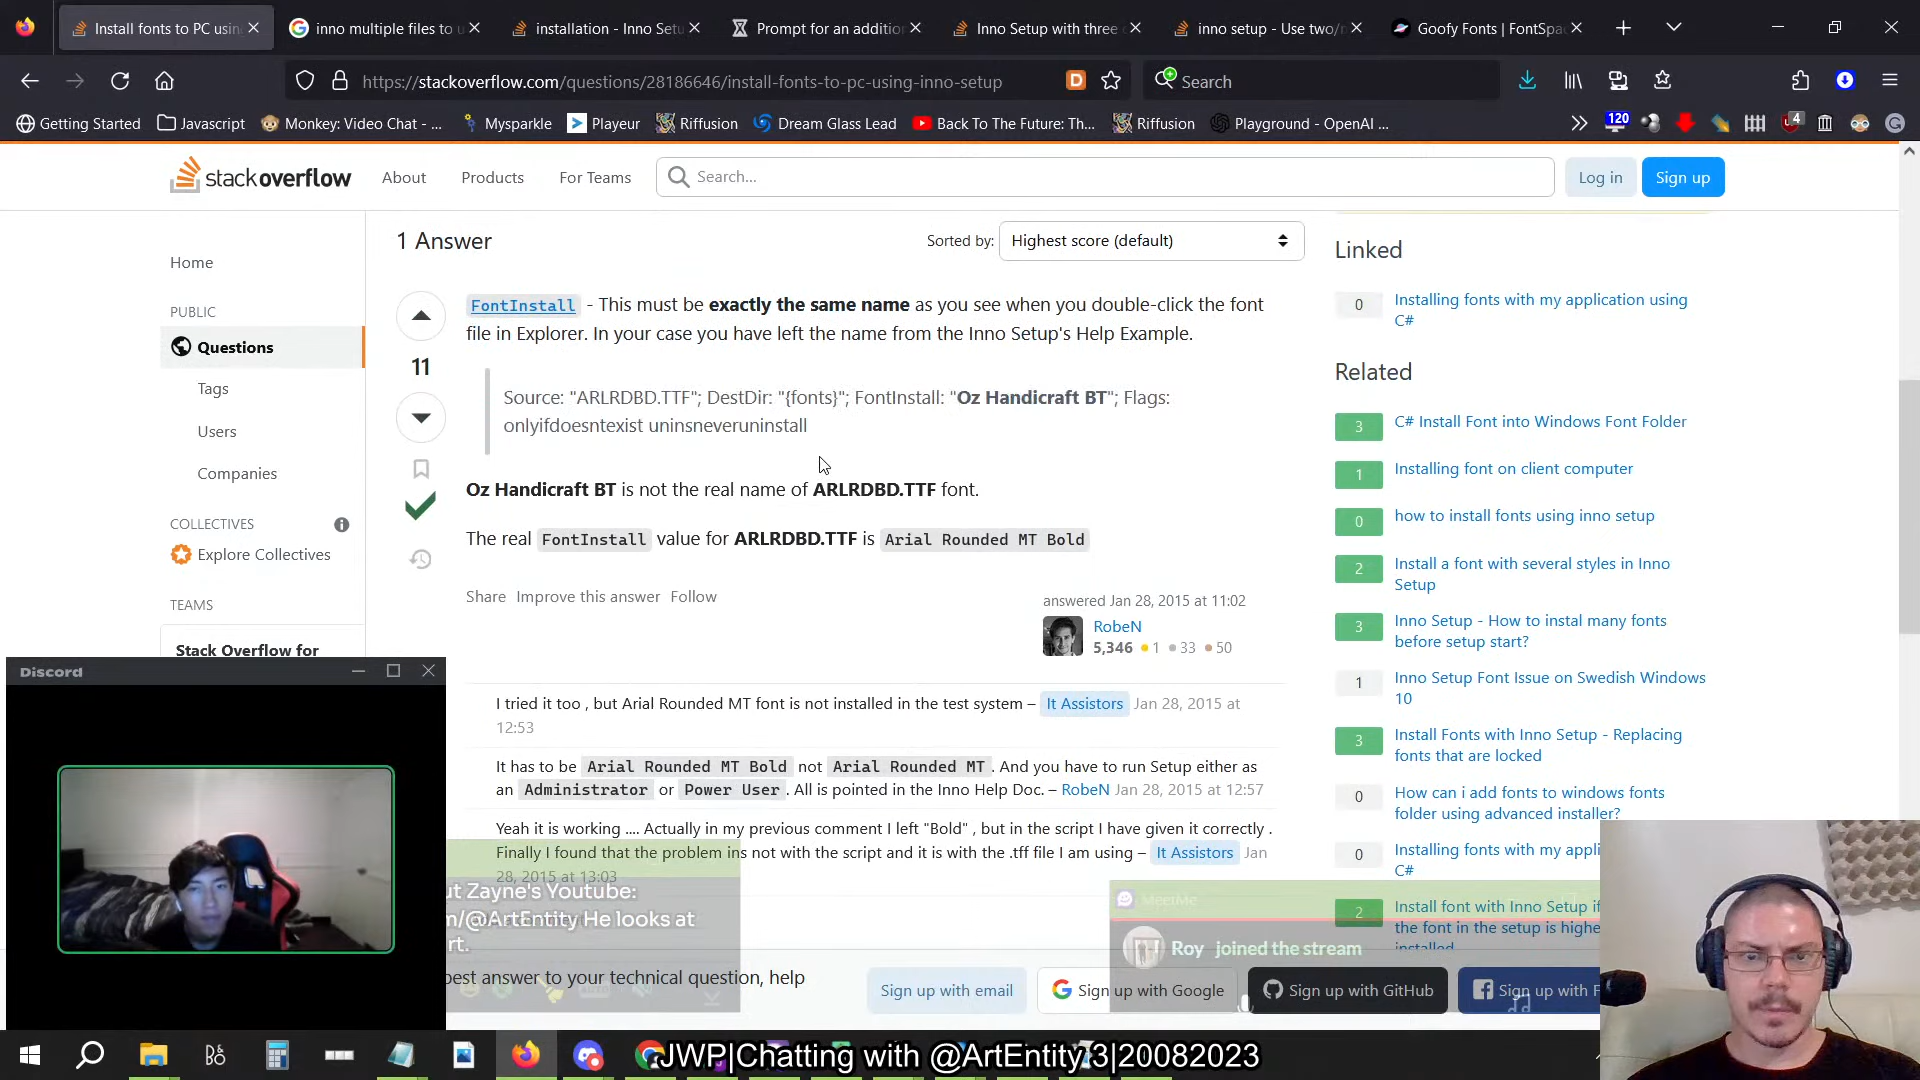 Install fonts to PC usin
inno multiple files to u
installation - Inno Setu
Prompt for an additio
Inno Setup with three
inno setup - Use two/
Goofy Fonts | FontSpa
https://stackoverflow.com/questions/28186646/install-fonts-to-pc-using-inno-setup
D
Search
Getting Started
Javascript
Monkey: Video Chat - ...
Mysparkle
Playeur
Riffusion
Dream Glass Lead
Back To The Future: Th...
Riffusion
Playground - OpenAI ...
120
4
stackoverflow
About
Products
For Teams
Search...
Log in
Sign up
Home
PUBLIC
Questions
Tags
Users
Companies
COLLECTIVES
Explore Collectives
TEAMS
Stack Overflow for
1 Answer
Sorted by:
Highest score (default)
11
FontInstall - This must be exactly the same name as you see when you double-click the font
file in Explorer. In your case you have left the name from the Inno Setup's Help Example.
Source: "ARLRDBD.TTF"; DestDir: "{fonts}"; FontInstall: "Oz Handicraft BT"; Flags:
onlyifdoesntexist uninsneveruninstall
Oz Handicraft BT is not the real name of ARLRDBD.TTF font.
The real FontInstall value for ARLRDBD.TTF is Arial Rounded MT Bold
Share Improve this answer Follow
answered Jan 28, 2015 at 11:02
RobeN
5,346 1 33 50
I tried it too , but Arial Rounded MT font is not installed in the test system – It Assistors Jan 28, 2015 at
12:53
It has to be Arial Rounded MT Bold not Arial Rounded MT. And you have to run Setup either as
an Administrator or Power User. All is pointed in the Inno Help Doc. – RobeN Jan 28, 2015 at 12:57
Yeah it is working .... Actually in my previous comment I left "Bold" , but in the script I have given it correctly .
Finally I found that the problem ins not with the script and it is with the .tff file I am using – It Assistors Jan
28, 2015 at 13:03
Linked
0 Installing fonts with my application using
C#
Related
3 C# Install Font into Windows Font Folder
1 Installing font on client computer
0 how to install fonts using inno setup
2 Install a font with several styles in Inno
Setup
3 Inno Setup - How to instal many fonts
before setup start?
1 Inno Setup Font Issue on Swedish Windows
10
3 Install Fonts with Inno Setup - Replacing
fonts that are locked
0 How can i add fonts to windows fonts
folder using advanced installer?
0 Installing fonts with my appli
C#
2 Install font with Inno Setup if
the font in the setup is highe
installed
Discord
ut Zayne's Youtube:
m/@ArtEntity He looks at
rt.
MeetMe
Roy joined the stream
best answer to your technical question, help
Sign up with email
Sign up with Google
Sign up with GitHub
Sign up with F
JWP|Chatting with @ArtEntity 3|20082023